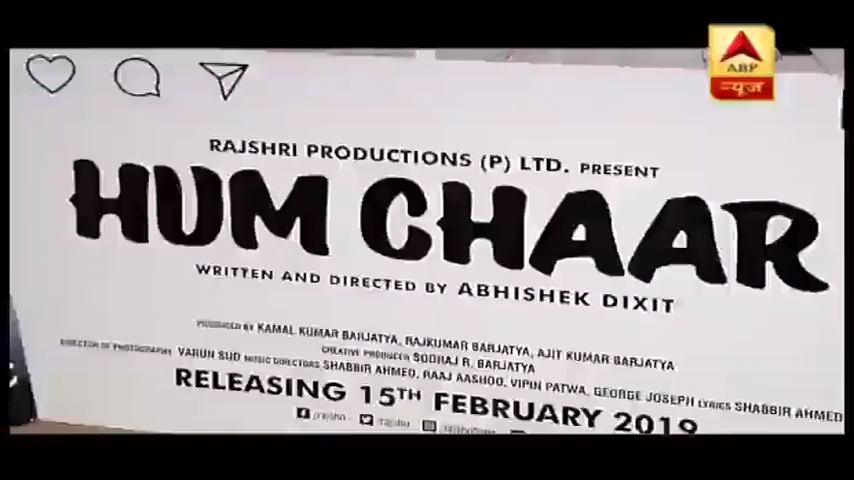 ABP
न्यूज़
RAJSHRI PRODUCTIONS (P) LTD. PRESENT
HUM CHAAR
WRITTEN AND DIRECTED BY ABHISHEK DIXIT
PRODUCED BY KAMAL KUMAR BARJATYA, RAJKUMAR BARJATYA, AJIT KUMAR BARJATYA
CREATIVE PRODUCER SOORAJ R. BARJATYA
DIRECTOR OF PHOTOGRAPHY VARUN SUD MUSIC DIRECTORS SHABBIR AHMED, RAAJ AASHOO, VIPIN PATWA, GEORGE JOSEPH LYRICS SHABBIR AHMED
RELEASING 15TH FEBRUARY 2019
/rajshri